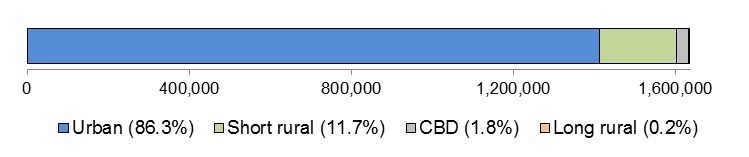 0 400,000 800,000 1,200,000 1,600,000
Urban (86.3%) Short rural (11.7%) CBD (1.8%) Long rural (0.2%)